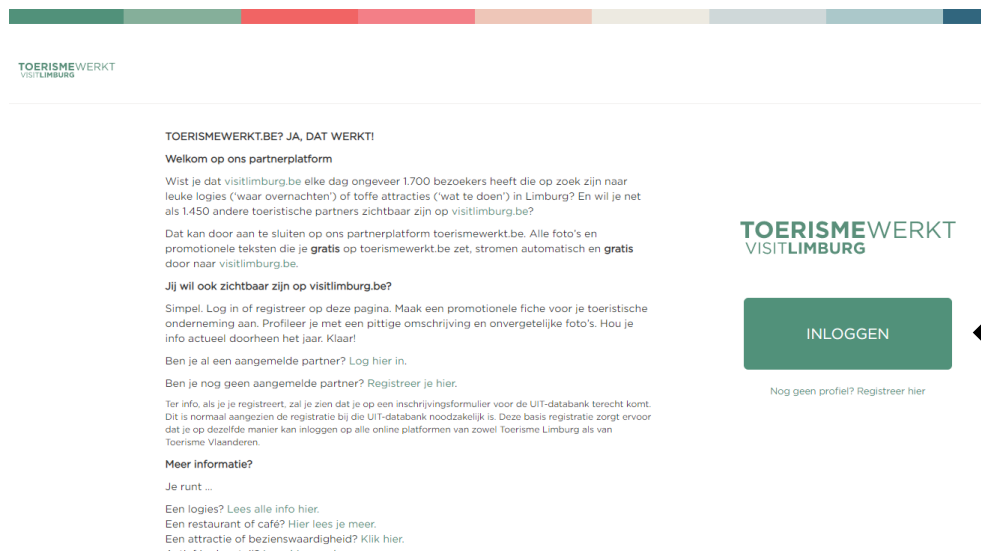 TOERISMEWERKT
VISITLIMBURG
TOERISMEWERKT.BE? JA, DAT WERKT!
Welkom op ons partnerplatform
Wist je dat visitlimburg.be elke dag ongeveer 1.700 bezoekers heeft die op zoek zijn naar
leuke logies (‘waar overnachten’) of toffe attracties (‘wat te doen’) in Limburg? En wil je net
als 1.450 andere toeristische partners zichtbaar zijn op visitlimburg.be?
Dat kan door aan te sluiten op ons partnerplatform toerismewerkt.be. Alle foto’s en
promotionele teksten die je gratis op toerismewerkt.be zet, stromen automatisch en gratis
door naar visitlimburg.be.
Jij wil ook zichtbaar zijn op visitlimburg.be?
Simpel. Log in of registreer op deze pagina. Maak een promotionele fiche voor je toeristische
onderneming aan. Profileer je met een pittige omschrijving en onvergetelijke foto’s. Hou je
info actueel doorheen het jaar. Klaar!
Ben je al een aangemelde partner? Log hier in.
Ben je nog geen aangemelde partner? Registreer je hier.
Ter info, als je je registreert, zal je zien dat je op een inschrijvingsformulier voor de UIT-databank terecht komt.
Dit is normaal aangezien de registratie bij die UIT-databank noodzakelijk is. Deze basis registratie zorgt ervoor
dat je op dezelfde manier kan inloggen op alle online platformen van zowel Toerisme Limburg als van
Toerisme Vlaanderen.
Meer informatie?
Je runt ...
Een logies? Lees alle info hier.
Een restaurant of café? Hier lees je meer.
Een attractie of bezienswaardigheid? Klik hier.
TOERISMEWERKT
VISITLIMBURG
INLOGGEN
Nog geen profiel? Registreer hier